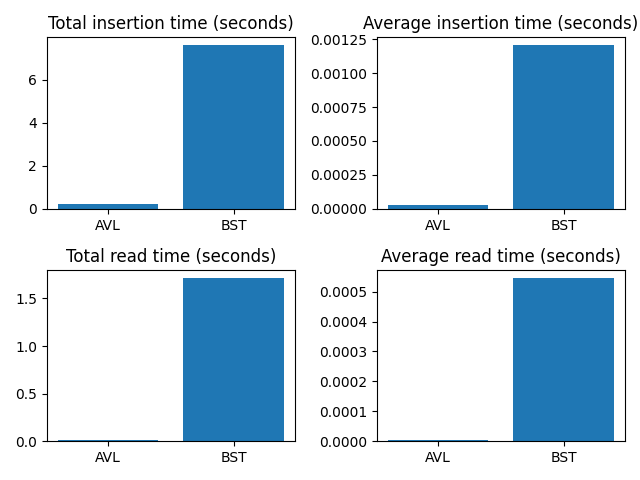 Total insertion time (seconds)
6
4
2
0
AVL BST
Average insertion time (seconds)
0.00125
0.00100
0.00075
0.00050
0.00025
0.00000
AVL BST
Total read time (seconds)
1.5
1.0
0.5
0.0
AVL BST
Average read time (seconds)
0.0005
0.0004
0.0003
0.0002
0.0001
0.0000
AVL BST